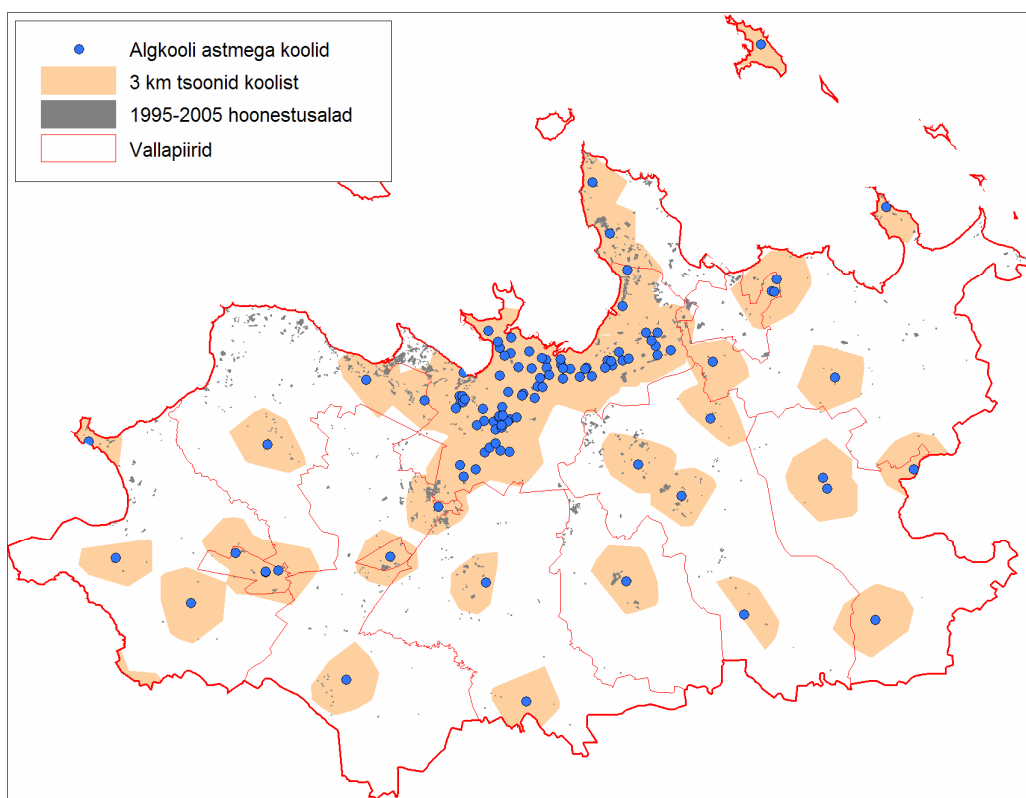 Algkooli astmega koolid
3 km tsoonid koolist
1995-2005 hoonestusalad
Vallapiirid